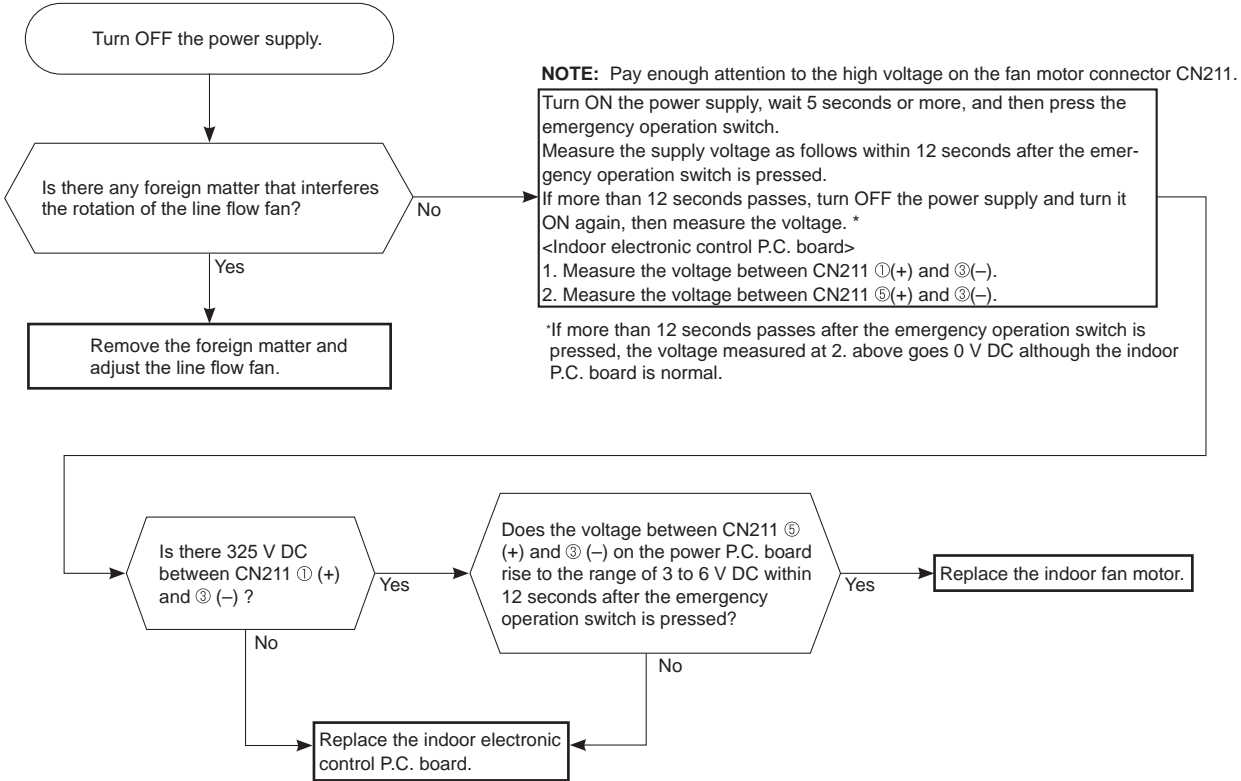 Turn OFF the power supply.
NOTE: Pay enough attention to the high voltage on the fan motor connector CN211.
Turn ON the power supply, wait 5 seconds or more, and then press the
emergency operation switch.
Measure the supply voltage as follows within 12 seconds after the emer-
gency operation switch is pressed.
If more than 12 seconds passes, turn OFF the power supply and turn it
ON again, then measure the voltage. *
<Indoor electronic control P.C. board>
1. Measure the voltage between CN211 ①(+) and ③(–).
2. Measure the voltage between CN211 ⑤(+) and ③(–).
*If more than 12 seconds passes after the emergency operation switch is
pressed, the voltage measured at 2. above goes 0 V DC although the indoor
P.C. board is normal.
Is there any foreign matter that interferes
the rotation of the line flow fan?
No
Yes
Remove the foreign matter and
adjust the line flow fan.
Is there 325 V DC
between CN211 ① (+)
and ③ (–) ?
Yes
No
Does the voltage between CN211 ⑤
(+) and ③ (–) on the power P.C. board
rise to the range of 3 to 6 V DC within
12 seconds after the emergency
operation switch is pressed?
Yes
No
Replace the indoor fan motor.
Replace the indoor electronic
control P.C. board.